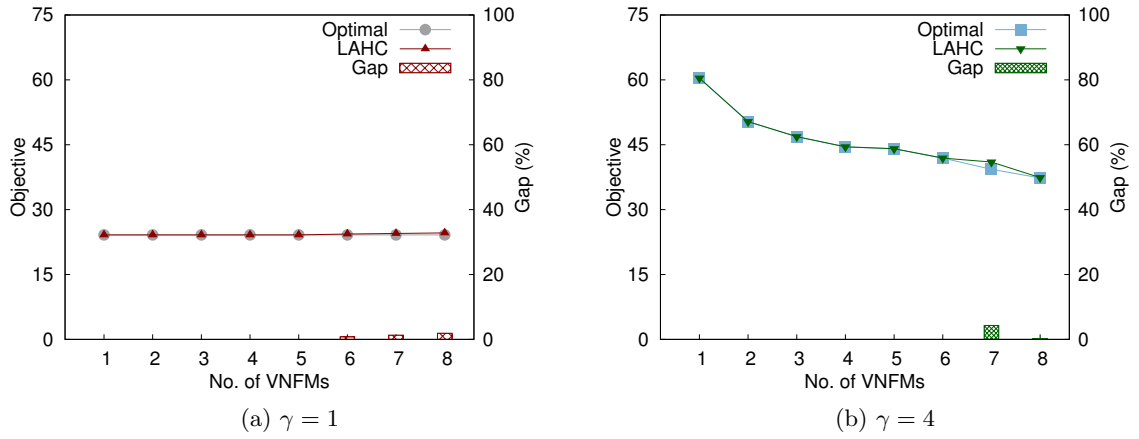 Optimal
LAHC
Gap
Objective
75
60
45
30
15
0
100
80
60
40
20
0
Gap (%)
1 2 3 4 5 6 7 8
No. of VNFMs
(a) γ = 1
Optimal
LAHC
Gap
Objective
75
60
45
30
15
0
100
80
60
40
20
0
Gap (%)
1 2 3 4 5 6 7 8
No. of VNFMs
(b) γ = 4